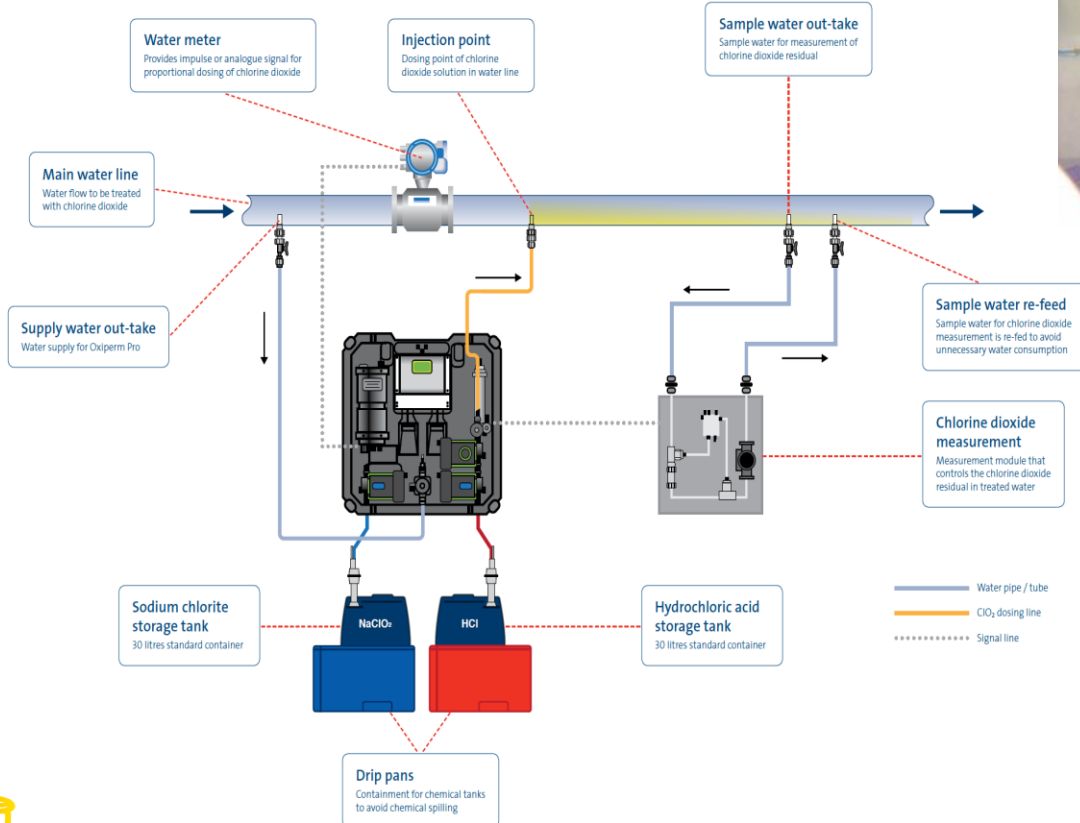 Water meter
Provides impulse or analogue signal for
proportional dosing of chlorine dioxide
Injection point
Dosing point of chlorine
dioxide solution in water line
Sample water out-take
Sample water for measurement of
chlorine dioxide residual
Main water line
Water flow to be treated
with chlorine dioxide
Supply water out-take
Water supply for Oxiperm Pro
Sample water re-feed
Sample water for chlorine dioxide
measurement is re-fed to avoid
unnecessary water consumption
Chlorine dioxide
measurement
Measurement module that
controls the chlorine dioxide
residual in treated water
Sodium chlorite
storage tank
30 litres standard container
NaClO₂
HCl
Hydrochloric acid
storage tank
30 litres standard container
Water pipe / tube
ClO₂ dosing line
Signal line
Drip pans
Containment for chemical tanks
to avoid chemical spilling